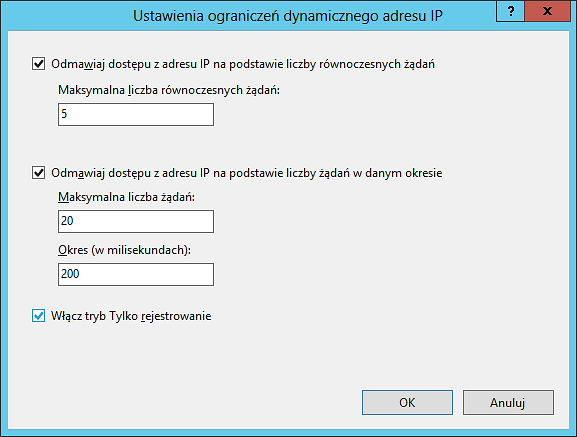 Ustawienia ograniczeń dynamicznego adresu IP
? x
Odmawiaj dostępu z adresu IP na podstawie liczby równoczesnych żądań
Maksymalna liczba równoczesnych żądań:
5
Odmawiaj dostępu z adresu IP na podstawie liczby żądań w danym okresie
Maksymalna liczba żądań:
20
Okres (w milisekundach):
200
Włącz tryb Tylko rejestrowanie
OK Anuluj